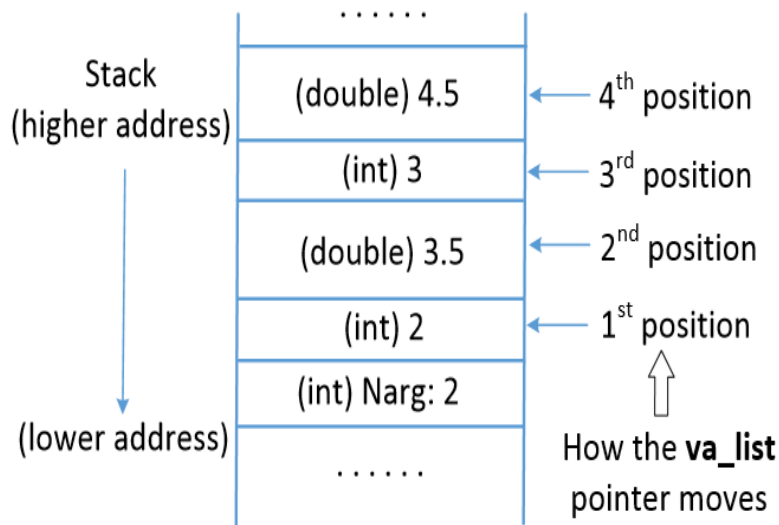 . . . . . .
Stack
(higher address)
(double) 4.5
4th position
(int) 3
3rd position
(double) 3.5
2nd position
(int) 2
1st position
(int) Narg: 2
(lower address)
. . . . . .
How the va_list
pointer moves